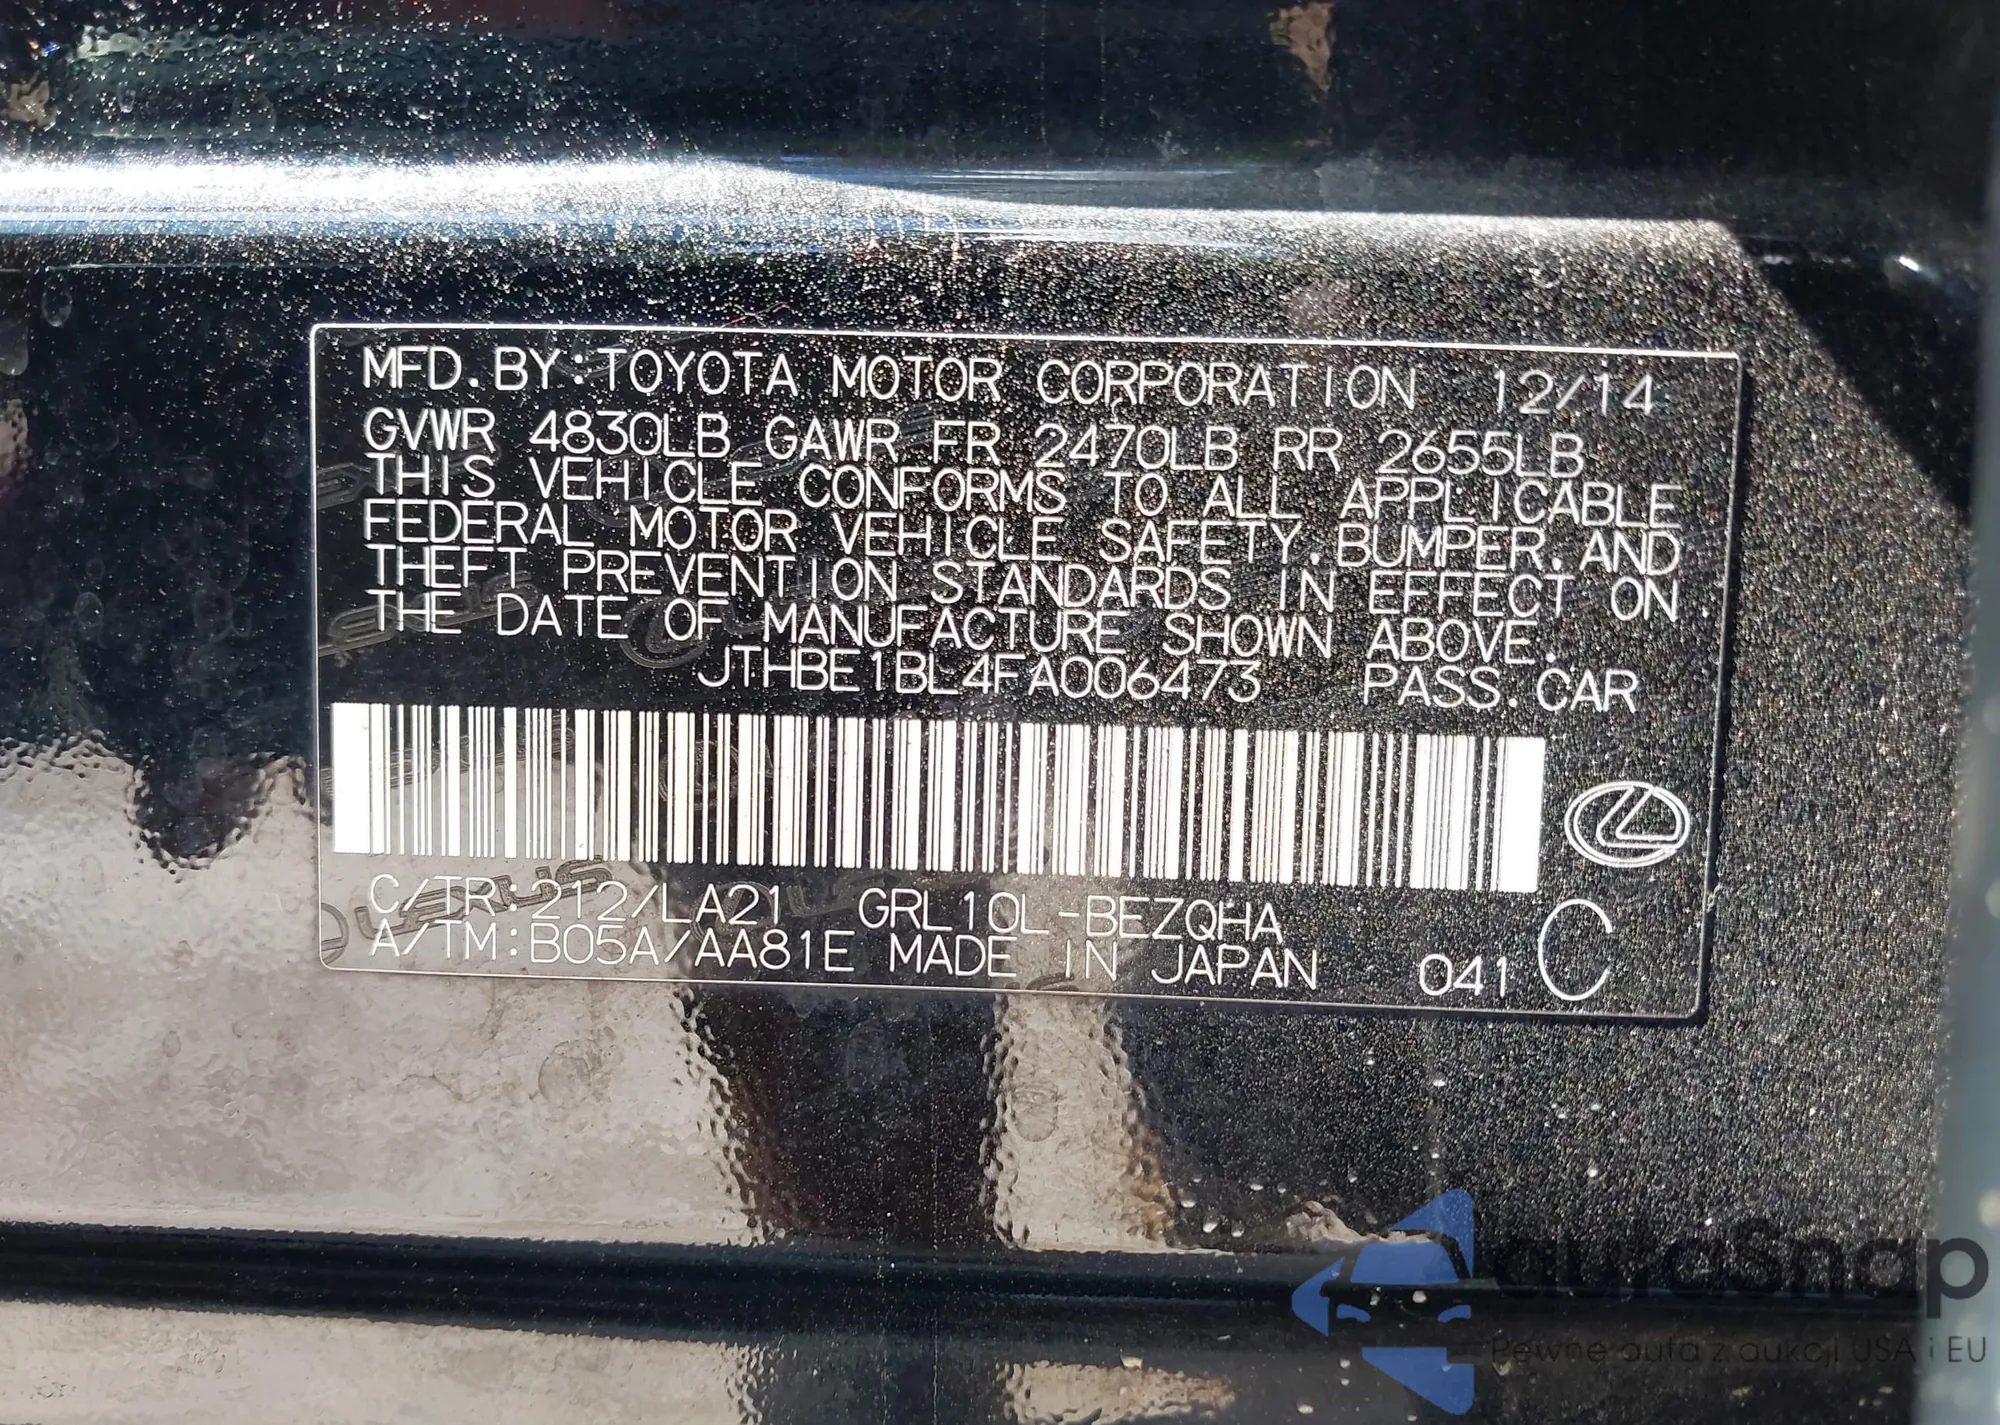 MFD.BY:TOYOTA MOTOR CORPORATION 12/14
GVWR 4830LB GAWR FR 2470LB RR 2655LB
THIS VEHICLE CONFORMS TO ALL APPLICABLE
FEDERAL MOTOR VEHICLE SAFETY,BUMPER,AND
THEFT PREVENTION STANDARDS IN EFFECT ON
THE DATE OF MANUFACTURE SHOWN ABOVE.
JTHBE1BL4FA006473 PASS.CAR
C/TR:212/LA21 GRL10L-BEZQHA
A/TM:B05A/AA81E MADE IN JAPAN 041 C
LEXUS
autoSnap
Pewne auta z aukcji USA i EU